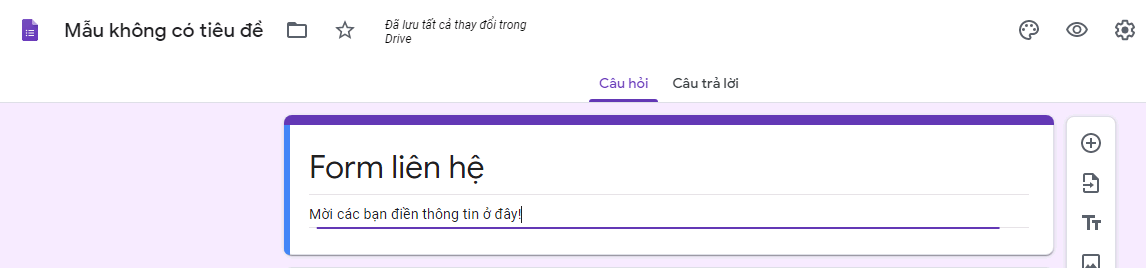 Mẫu không có tiêu đề
Đã lưu tất cả thay đổi trong
Drive
Câu hỏi Câu trả lời
Form liên hệ
Mời các bạn điền thông tin ở đây!
Tт